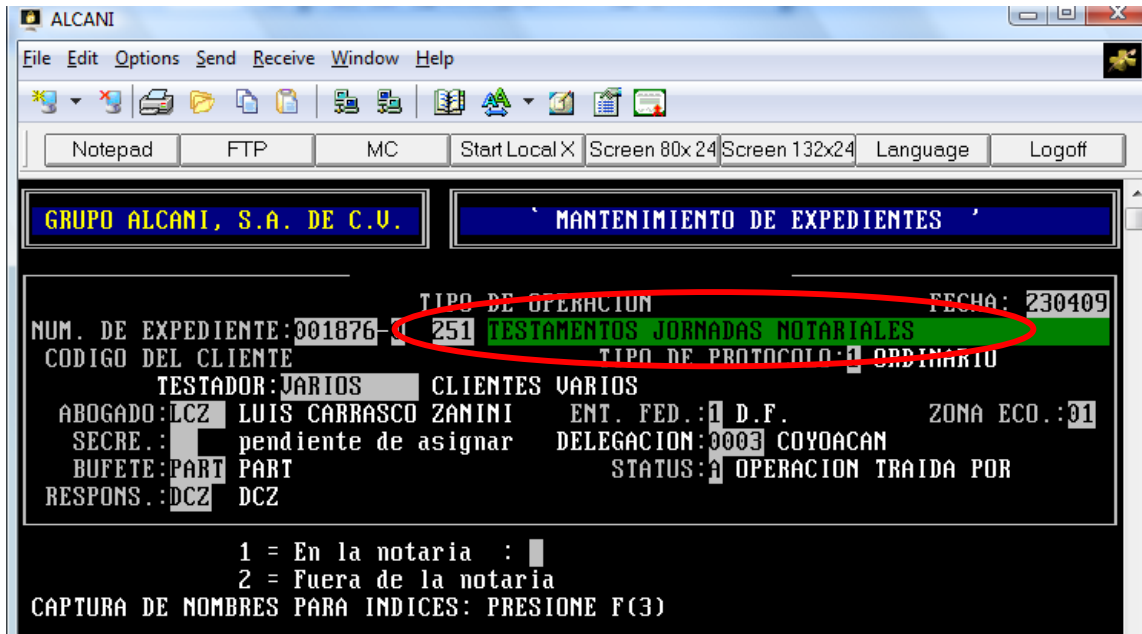 ALCANI
File Edit Options Send Receive Window Help
Notepad FTP MC Start Local X Screen 80x 24 Screen 132x24 Language Logoff
GRUPO ALCANI, S.A. DE C.V. ` MANTENIMIENTO DE EXPEDIENTES '
TIPO DE OPERACION FECHA: 230409
NUM. DE EXPEDIENTE:001876- 251 TESTAMENTOS JORNADAS NOTARIALES
CODIGO DEL CLIENTE TIPO DE PROTOCOLO:1 ORDINARIO
TESTADOR:VARIOS CLIENTES VARIOS
ABOGADO:LCZ LUIS CARRASCO ZANINI ENT. FED.:1 D.F. ZONA ECO.:01
SECRE.: pendiente de asignar DELEGACION:0003 COYOACAN
BUFETE:PART PART STATUS:A OPERACION TRAIDA POR
RESPONS.:DCZ DCZ
1 = En la notaria :
2 = Fuera de la notaria
CAPTURA DE NOMBRES PARA INDICES: PRESIONE F(3)